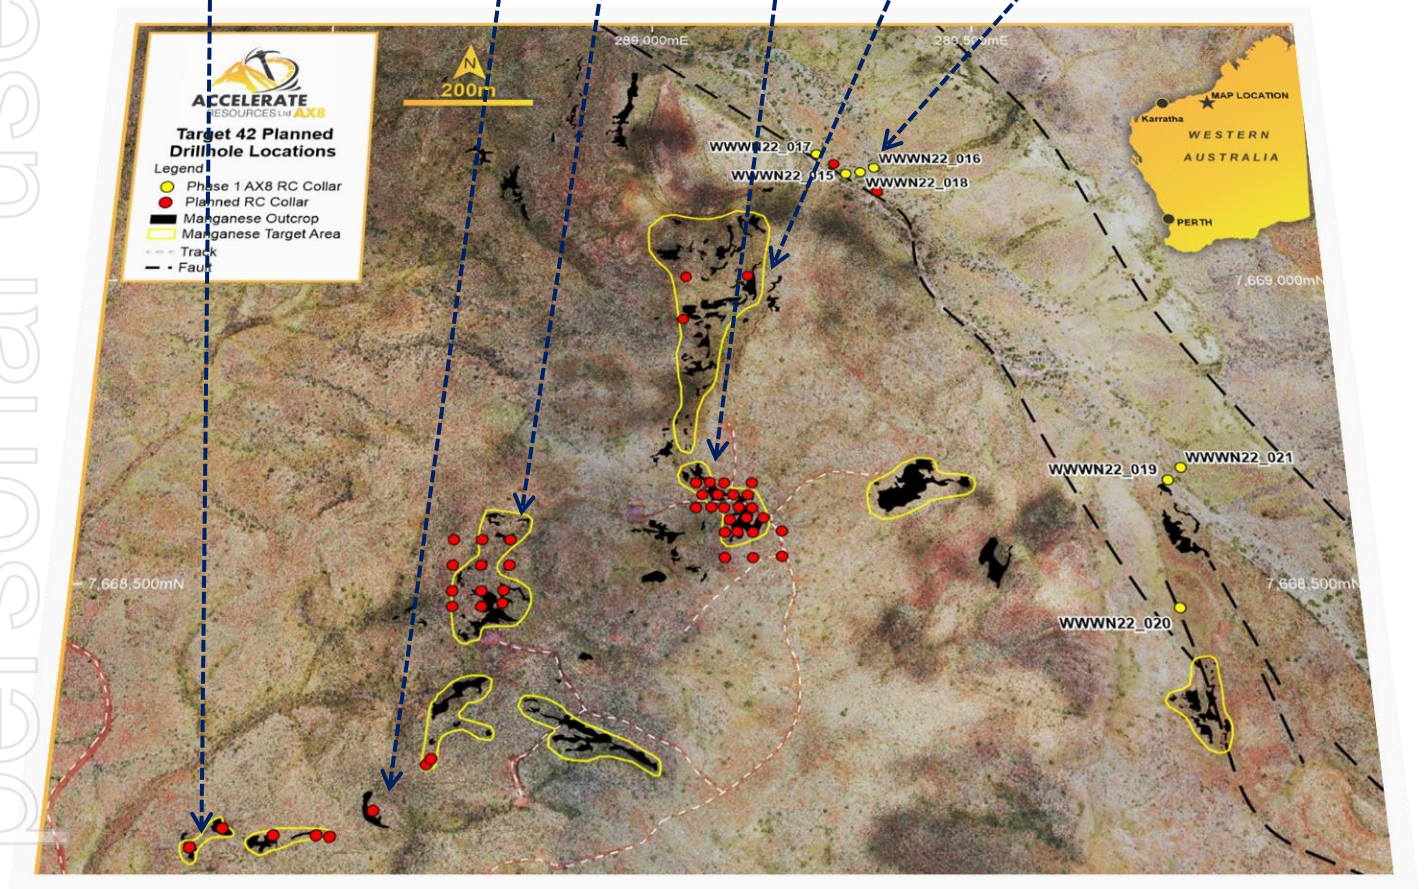 personal use
289,000mE
289,500mE
N
200m
ACCELERATE
RESOURCES Ltd AX8
Target 42 Planned
Drillhole Locations
Legend
Phase 1 AX8 RC Collar
Planned RC Collar
Manganese Outcrop
Manganese Target Area
Track
Fault
MAP LOCATION
Karratha
WESTERN
AUSTRALIA
PERTH
WWWN22_017
WWWN22_016
WWWN22_015
WWWN22_018
7,669,000mN
WWWN22_021
WWWN22_019
7,668,500mN
7,668,500mN
WWWN22_020